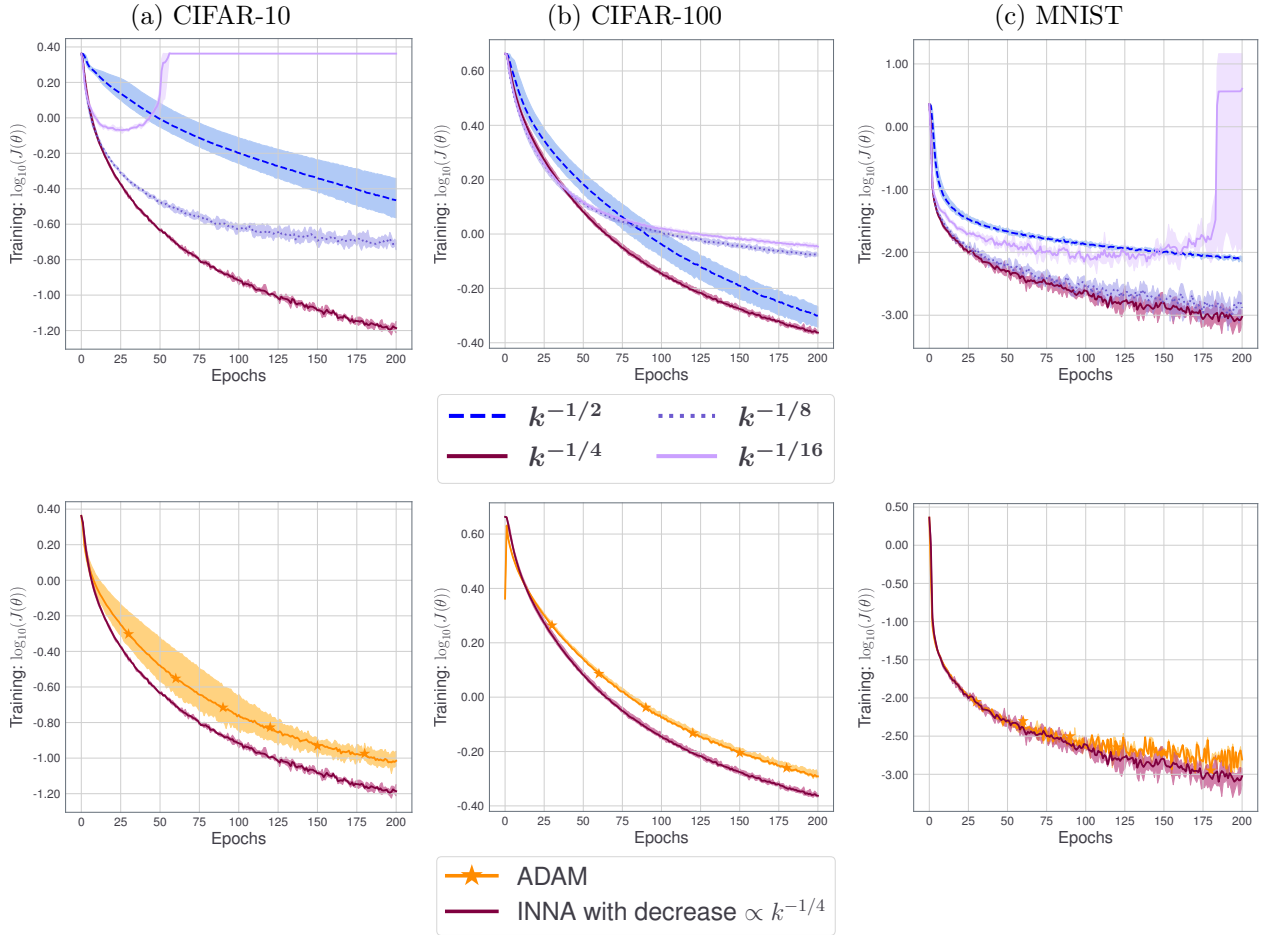 (a) CIFAR-10
(b) CIFAR-100
(c) MNIST
Training: log₁₀(J(θ))
0.40
0.20
0.00
-0.20
-0.40
-0.60
-0.80
-1.00
-1.20
0 25 50 75 100 125 150 175 200
Epochs
Training: log₁₀(J(θ))
0.60
0.40
0.20
0.00
-0.20
-0.40
0 25 50 75 100 125 150 175 200
Epochs
Training: log₁₀(J(θ))
1.00
0.00
-1.00
-2.00
-3.00
0 25 50 75 100 125 150 175 200
Epochs
k^{-1/2} k^{-1/8}
k^{-1/4} k^{-1/16}
Training: log₁₀(J(θ))
0.40
0.20
0.00
-0.20
-0.40
-0.60
-0.80
-1.00
-1.20
0 25 50 75 100 125 150 175 200
Epochs
Training: log₁₀(J(θ))
0.60
0.40
0.20
0.00
-0.20
-0.40
0 25 50 75 100 125 150 175 200
Epochs
Training: log₁₀(J(θ))
0.50
0.00
-0.50
-1.00
-1.50
-2.00
-2.50
-3.00
0 25 50 75 100 125 150 175 200
Epochs
ADAM
INNA with decrease ∝ k^{-1/4}